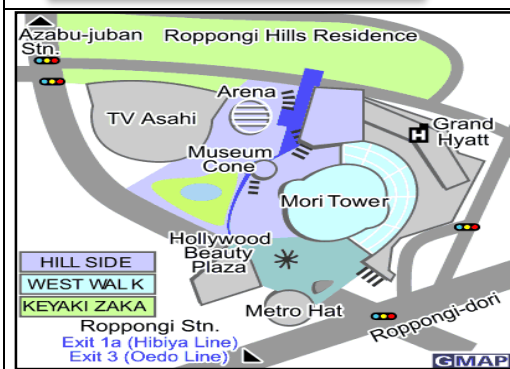 Azabu-juban
Stn.
Roppongi Hills Residence
Arena
TV Asahi
Grand
Hyatt
H
Museum
Cone
Mori Tower
Hollywood
Beauty
Plaza
HILL SIDE
WEST WALK
KEYAKI ZAKA
Metro Hat
Roppongi-dori
Roppongi Stn.
Exit 1a (Hibiya Line)
Exit 3 (Oedo Line)
GMAP